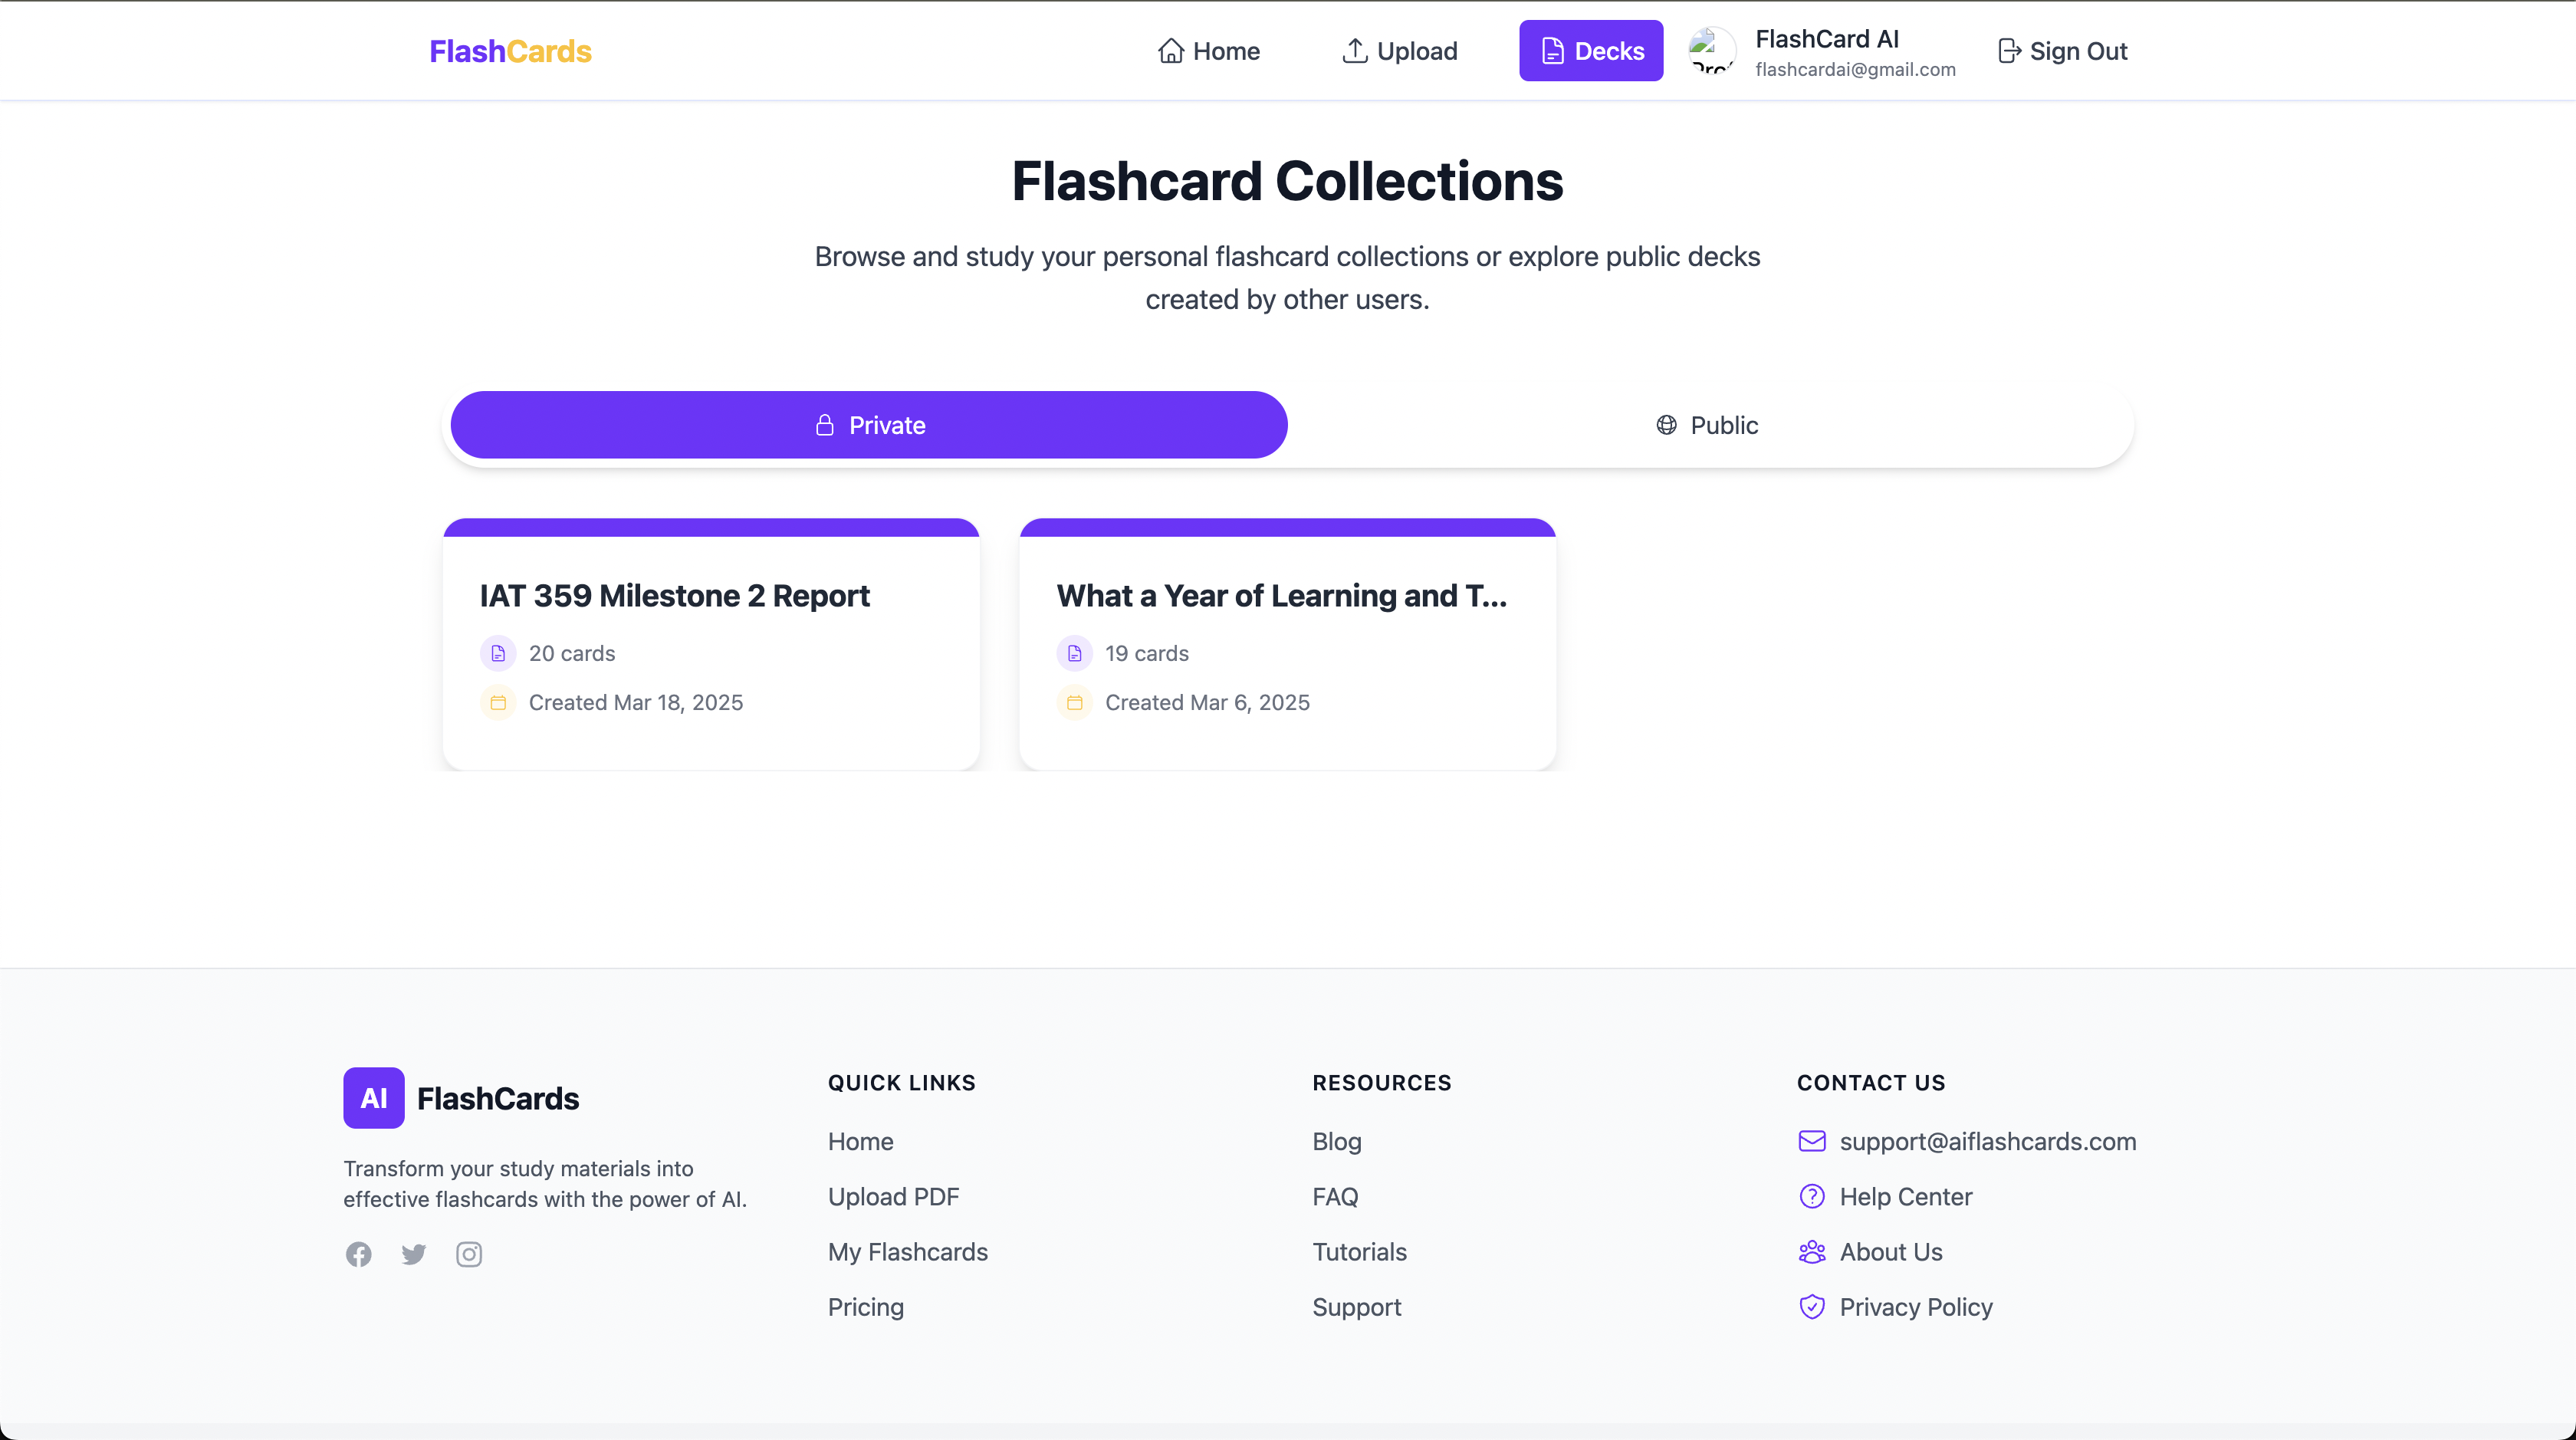 FlashCards
Home
Upload
Decks
FlashCard AI
flashcardai@gmail.com
Sign Out
Flashcard Collections
Browse and study your personal flashcard collections or explore public decks
created by other users.
Private
Public
IAT 359 Milestone 2 Report
20 cards
Created Mar 18, 2025
What a Year of Learning and T...
19 cards
Created Mar 6, 2025
AI FlashCards
Transform your study materials into
effective flashcards with the power of AI.
QUICK LINKS
Home
Upload PDF
My Flashcards
Pricing
RESOURCES
Blog
FAQ
Tutorials
Support
CONTACT US
support@aiflashcards.com
Help Center
About Us
Privacy Policy